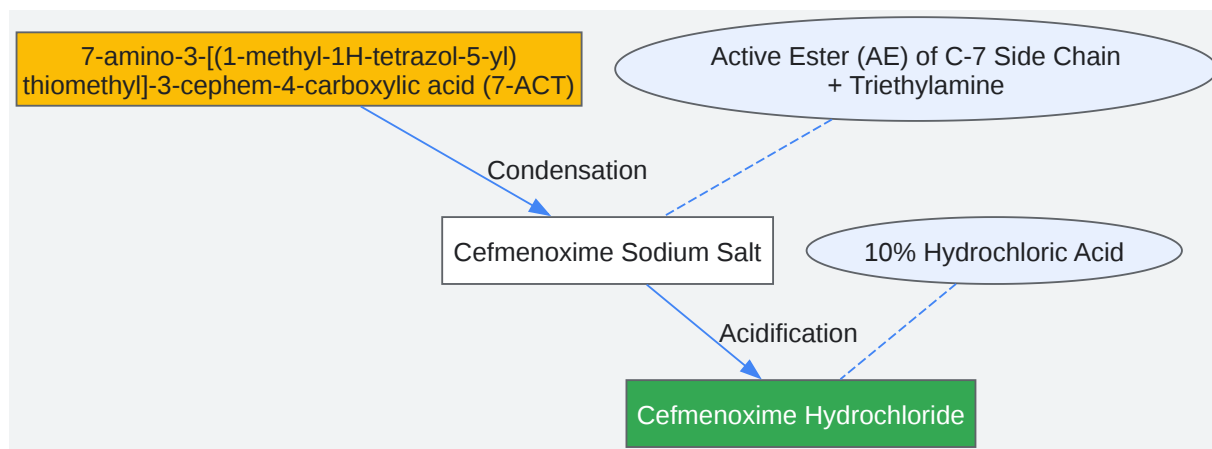 7-amino-3-[(1-methyl-1H-tetrazol-5-yl)
thiomethyl]-3-cephem-4-carboxylic acid (7-ACT)
Active Ester (AE) of C-7 Side Chain
+ Triethylamine
Condensation
Cefmenoxime Sodium Salt
10% Hydrochloric Acid
Acidification
Cefmenoxime Hydrochloride